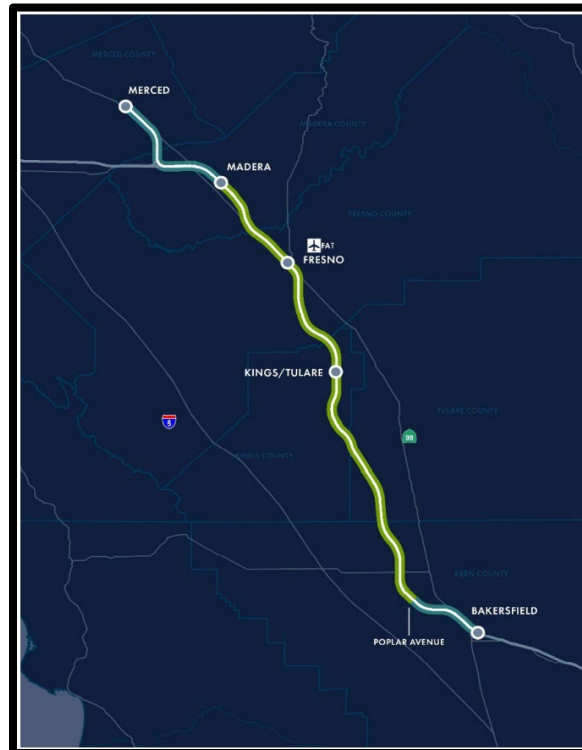 MERCED COUNTY
MERCED
MADERA COUNTY
MADERA
FRESNO COUNTY
FAT
FRESNO
KINGS/TULARE
TULARE COUNTY
5
99
KINGS COUNTY
KERN COUNTY
BAKERSFIELD
POPLAR AVENUE